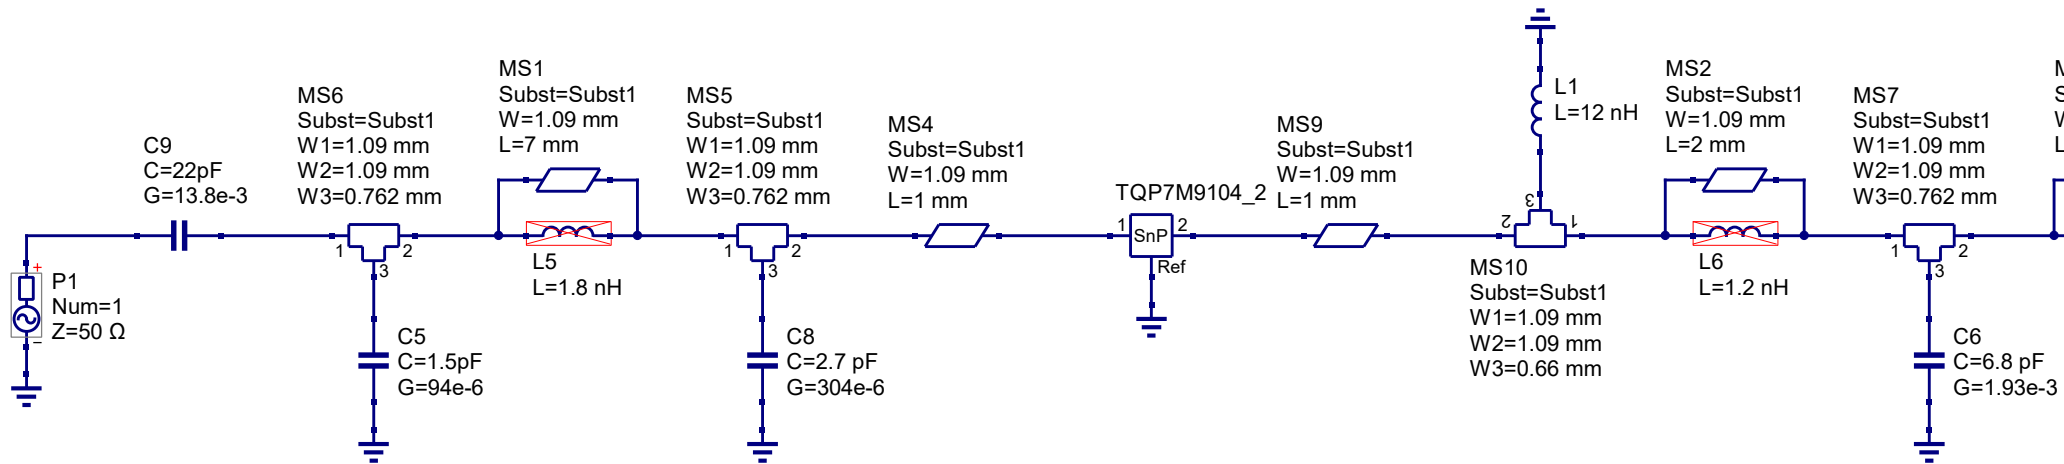 P1
Num=1
Z=50 Ω
+
−
C9
C=22pF
G=13.8e-3
MS6
Subst=Subst1
W1=1.09 mm
W2=1.09 mm
W3=0.762 mm
1
2
3
C5
C=1.5pF
G=94e-6
MS1
Subst=Subst1
W=1.09 mm
L=7 mm
L5
L=1.8 nH
MS5
Subst=Subst1
W1=1.09 mm
W2=1.09 mm
W3=0.762 mm
1
2
3
C8
C=2.7 pF
G=304e-6
MS4
Subst=Subst1
W=1.09 mm
L=1 mm
TQP7M9104_2
1
SnP
2
Ref
MS9
Subst=Subst1
W=1.09 mm
L=1 mm
L1
L=12 nH
3
2
1
MS10
Subst=Subst1
W1=1.09 mm
W2=1.09 mm
W3=0.66 mm
MS2
Subst=Subst1
W=1.09 mm
L=2 mm
L6
L=1.2 nH
MS7
Subst=Subst1
W1=1.09 mm
W2=1.09 mm
W3=0.762 mm
1
2
3
C6
C=6.8 pF
G=1.93e-3